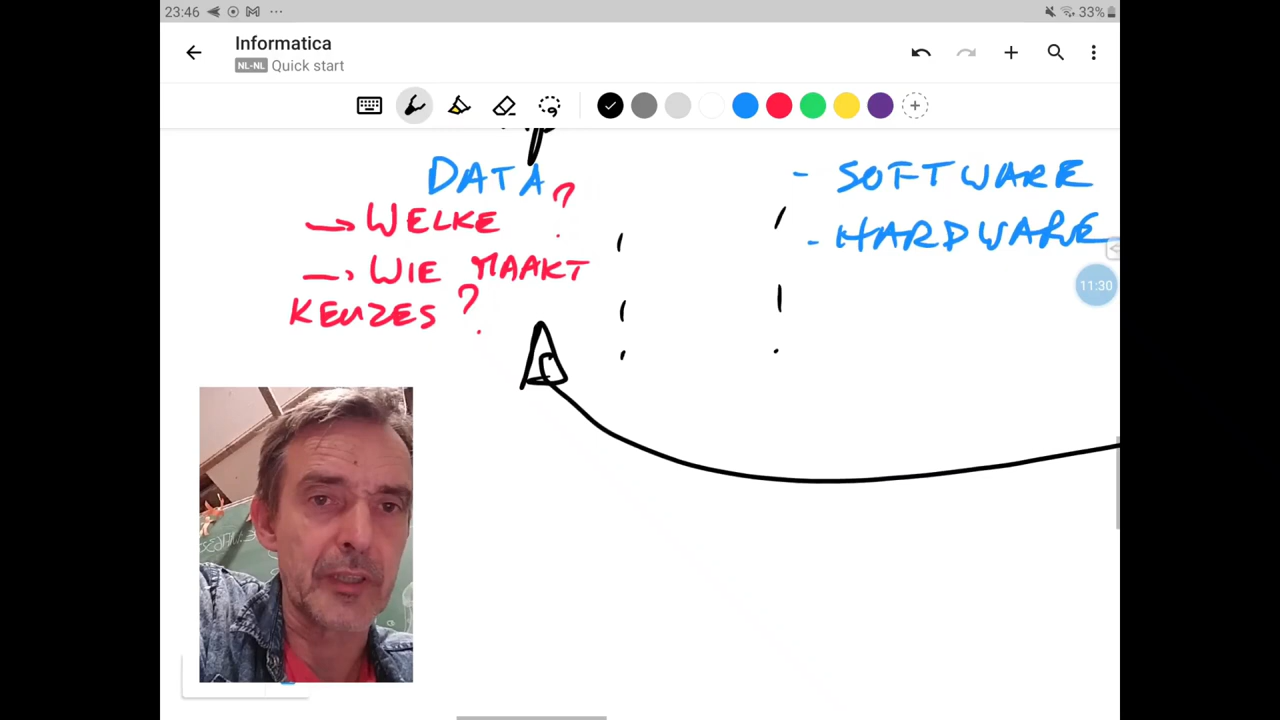 23:46
33%
Informatica
NL-NL Quick start
DATA
- SOFTWARE
→ WELKE ?
- HARDWARE
→ WIE MAAKT
KEUZES ?
11:30